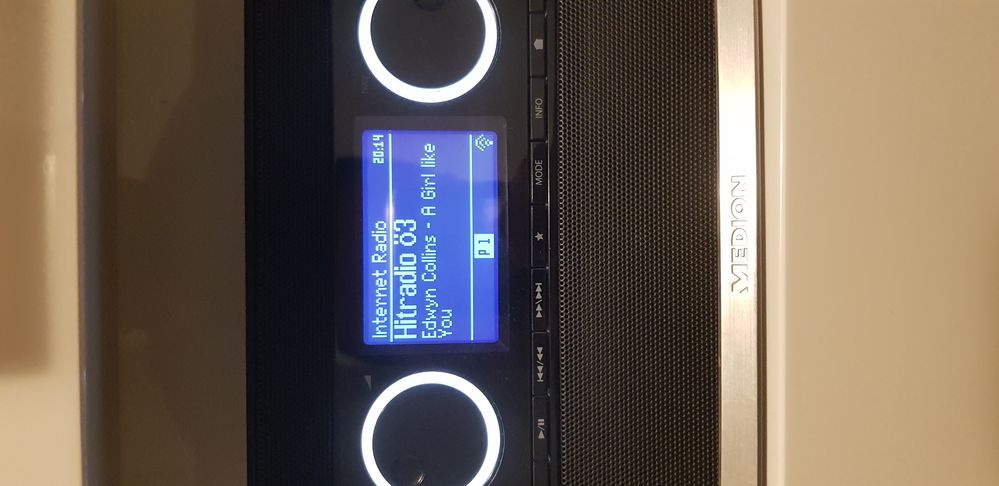 Internet Radio 20:14
Hitradio ö3
Edwyn Collins - A Girl like
You
P1
MODE
INFO
MEDION